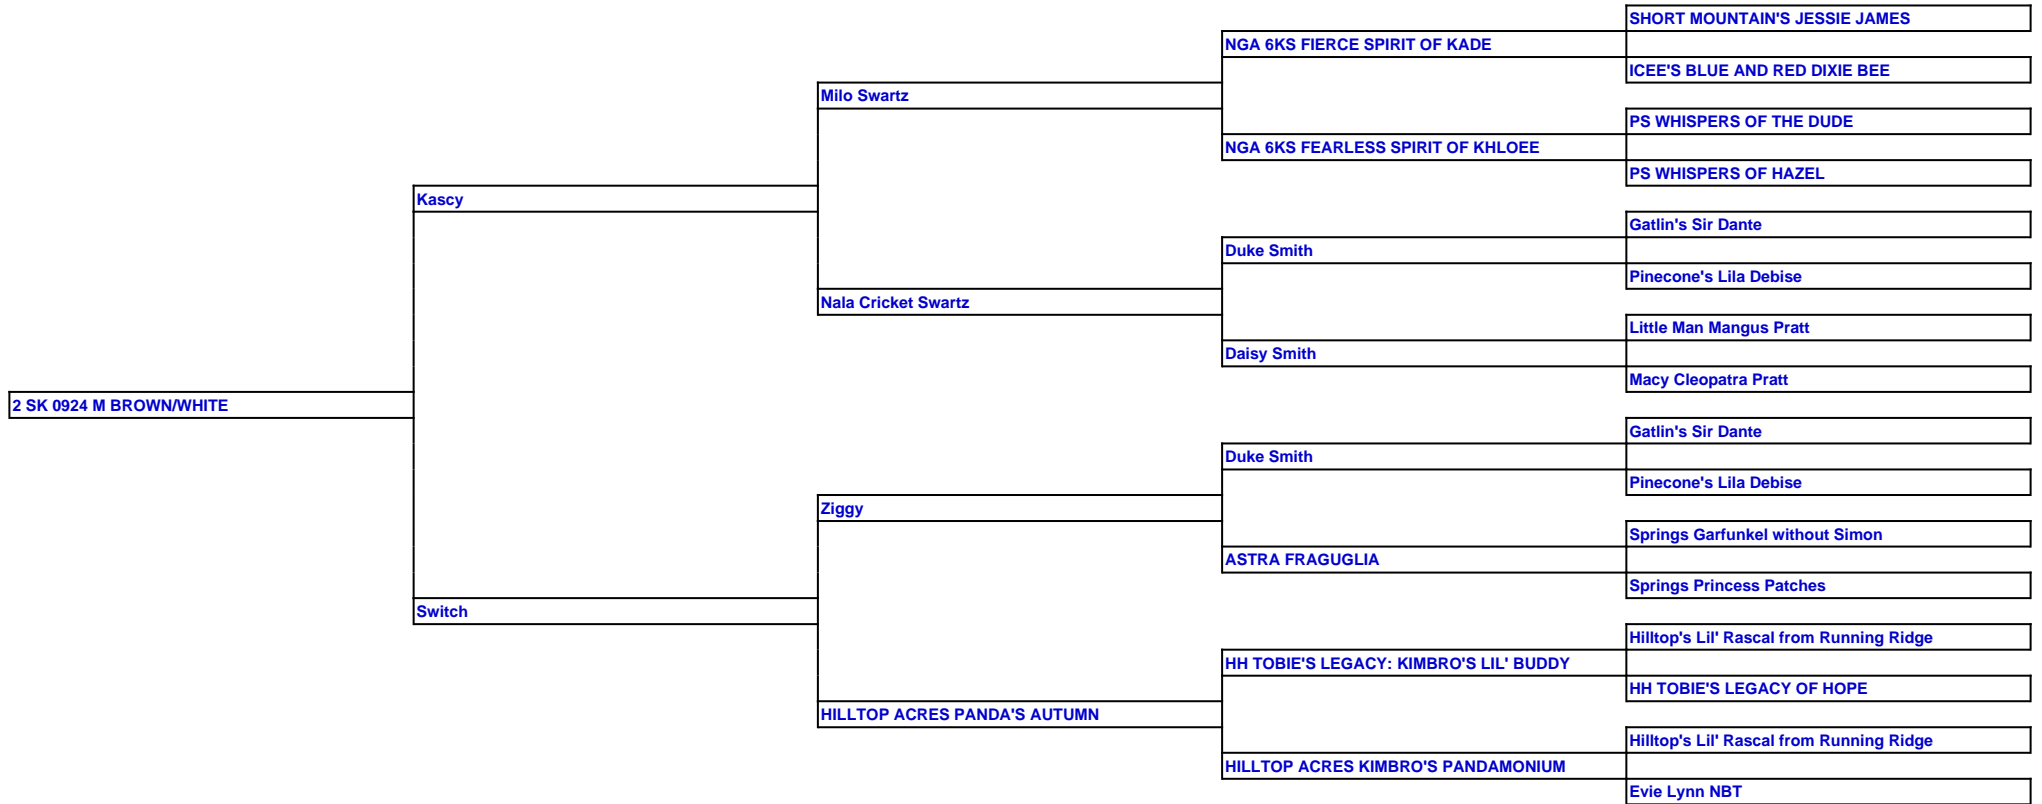 SHORT MOUNTAIN'S JESSIE JAMES
NGA 6KS FIERCE SPIRIT OF KADE
ICEE'S BLUE AND RED DIXIE BEE
Milo Swartz
PS WHISPERS OF THE DUDE
NGA 6KS FEARLESS SPIRIT OF KHLOEE
PS WHISPERS OF HAZEL
Kascy
Gatlin's Sir Dante
Duke Smith
Pinecone's Lila Debise
Nala Cricket Swartz
Little Man Mangus Pratt
Daisy Smith
Macy Cleopatra Pratt
2 SK 0924 M BROWN/WHITE
Gatlin's Sir Dante
Duke Smith
Pinecone's Lila Debise
Ziggy
Springs Garfunkel without Simon
ASTRA FRAGUGLIA
Springs Princess Patches
Switch
Hilltop's Lil' Rascal from Running Ridge
HH TOBIE'S LEGACY: KIMBRO'S LIL' BUDDY
HH TOBIE'S LEGACY OF HOPE
HILLTOP ACRES PANDA'S AUTUMN
Hilltop's Lil' Rascal from Running Ridge
HILLTOP ACRES KIMBRO'S PANDAMONIUM
Evie Lynn NBT